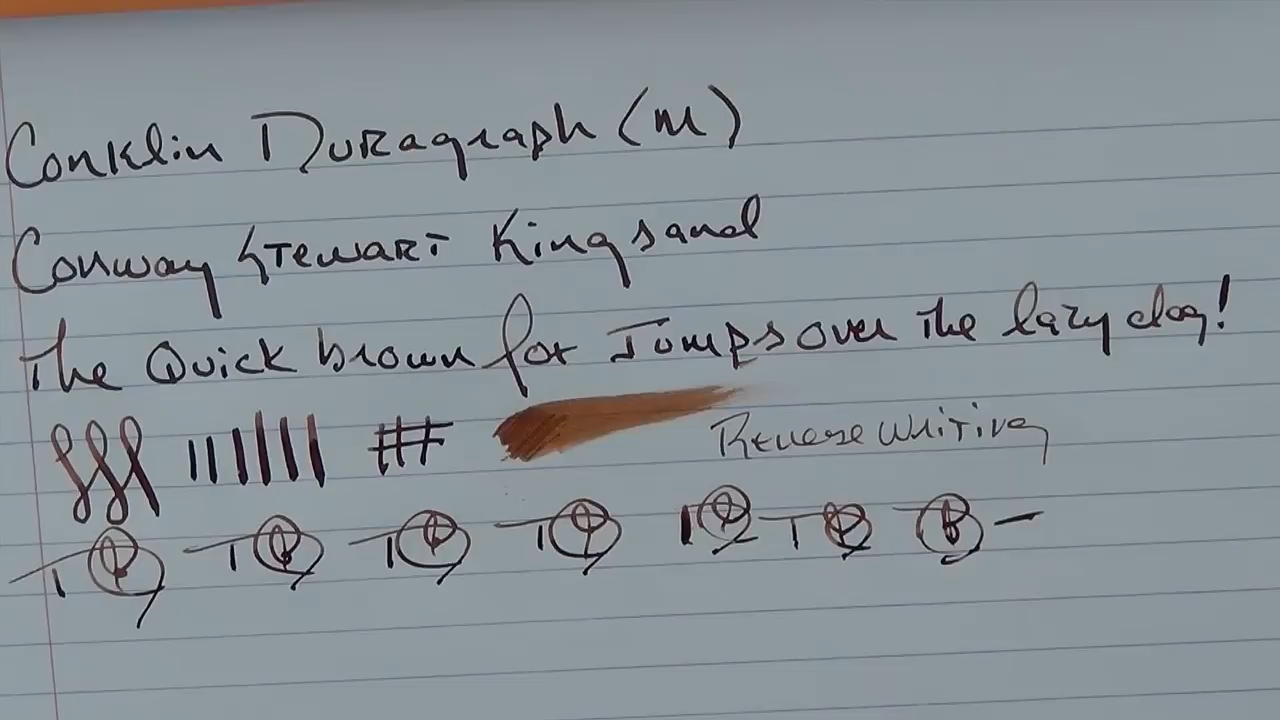 Conklin Duragraph (M)
Conway Stewart Kingsand
The Quick brown fox Jumps over the lazy dog!
Reverse Writing